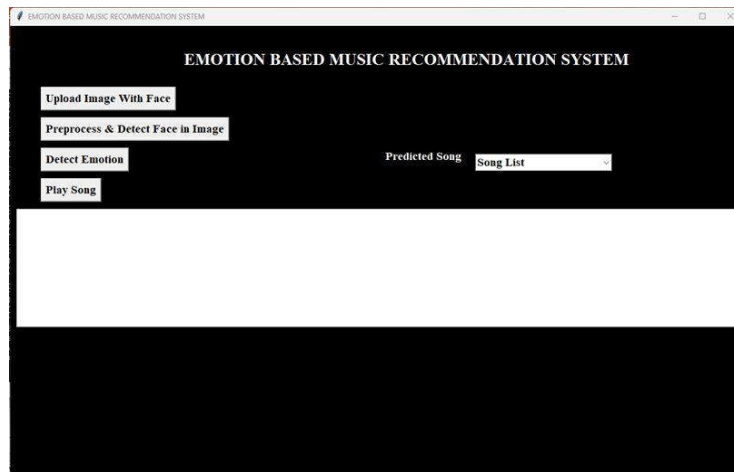 EMOTION BASED MUSIC RECOMMENDATION SYSTEM
EMOTION BASED MUSIC RECOMMENDATION SYSTEM
Upload Image With Face
Preprocess & Detect Face in Image
Detect Emotion
Predicted Song
Song List
Play Song